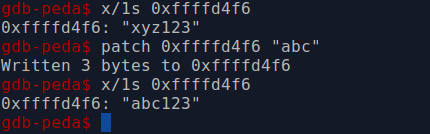 gdb-peda$ x/1s 0xffffd4f6
0xffffd4f6: "xyz123"
gdb-peda$ patch 0xffffd4f6 "abc"
Written 3 bytes to 0xffffd4f6
gdb-peda$ x/1s 0xffffd4f6
0xffffd4f6: "abc123"
gdb-peda$